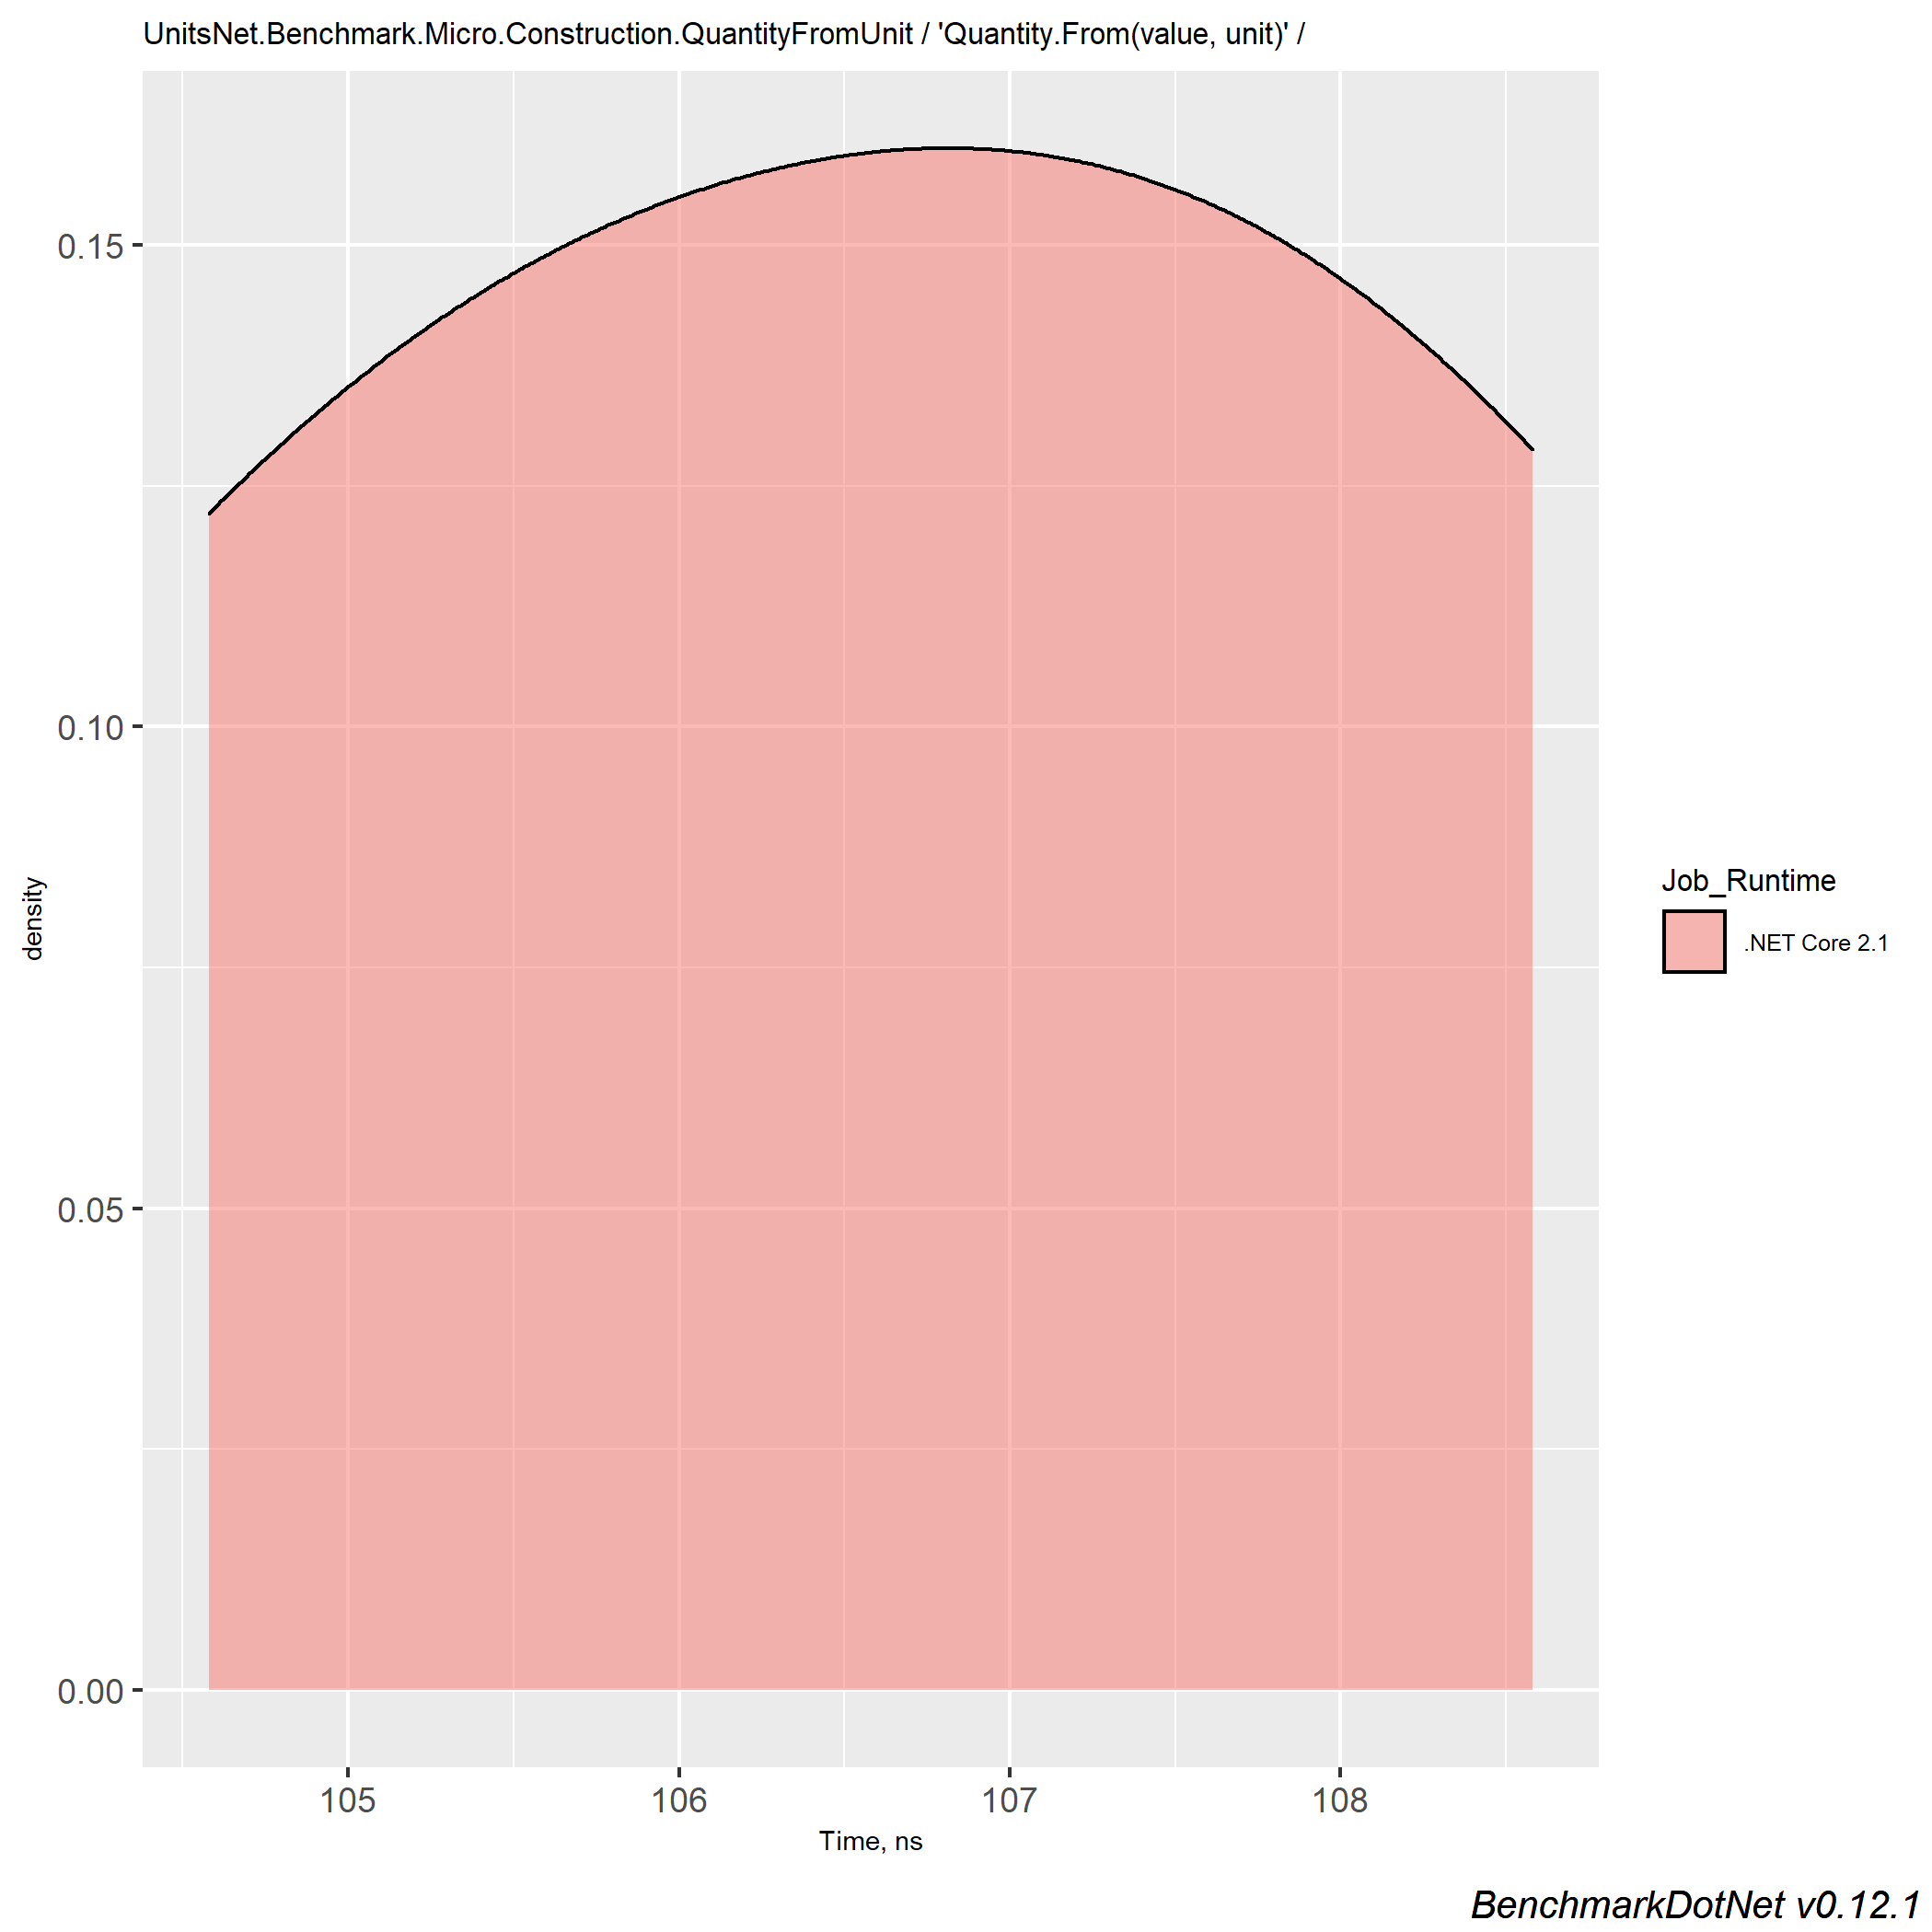 UnitsNet.Benchmark.Micro.Construction.QuantityFromUnit / 'Quantity.From(value, unit)' /
0.15
0.10
0.05
0.00
density
105 106 107 108
Time, ns
Job_Runtime
.NET Core 2.1
BenchmarkDotNet v0.12.1